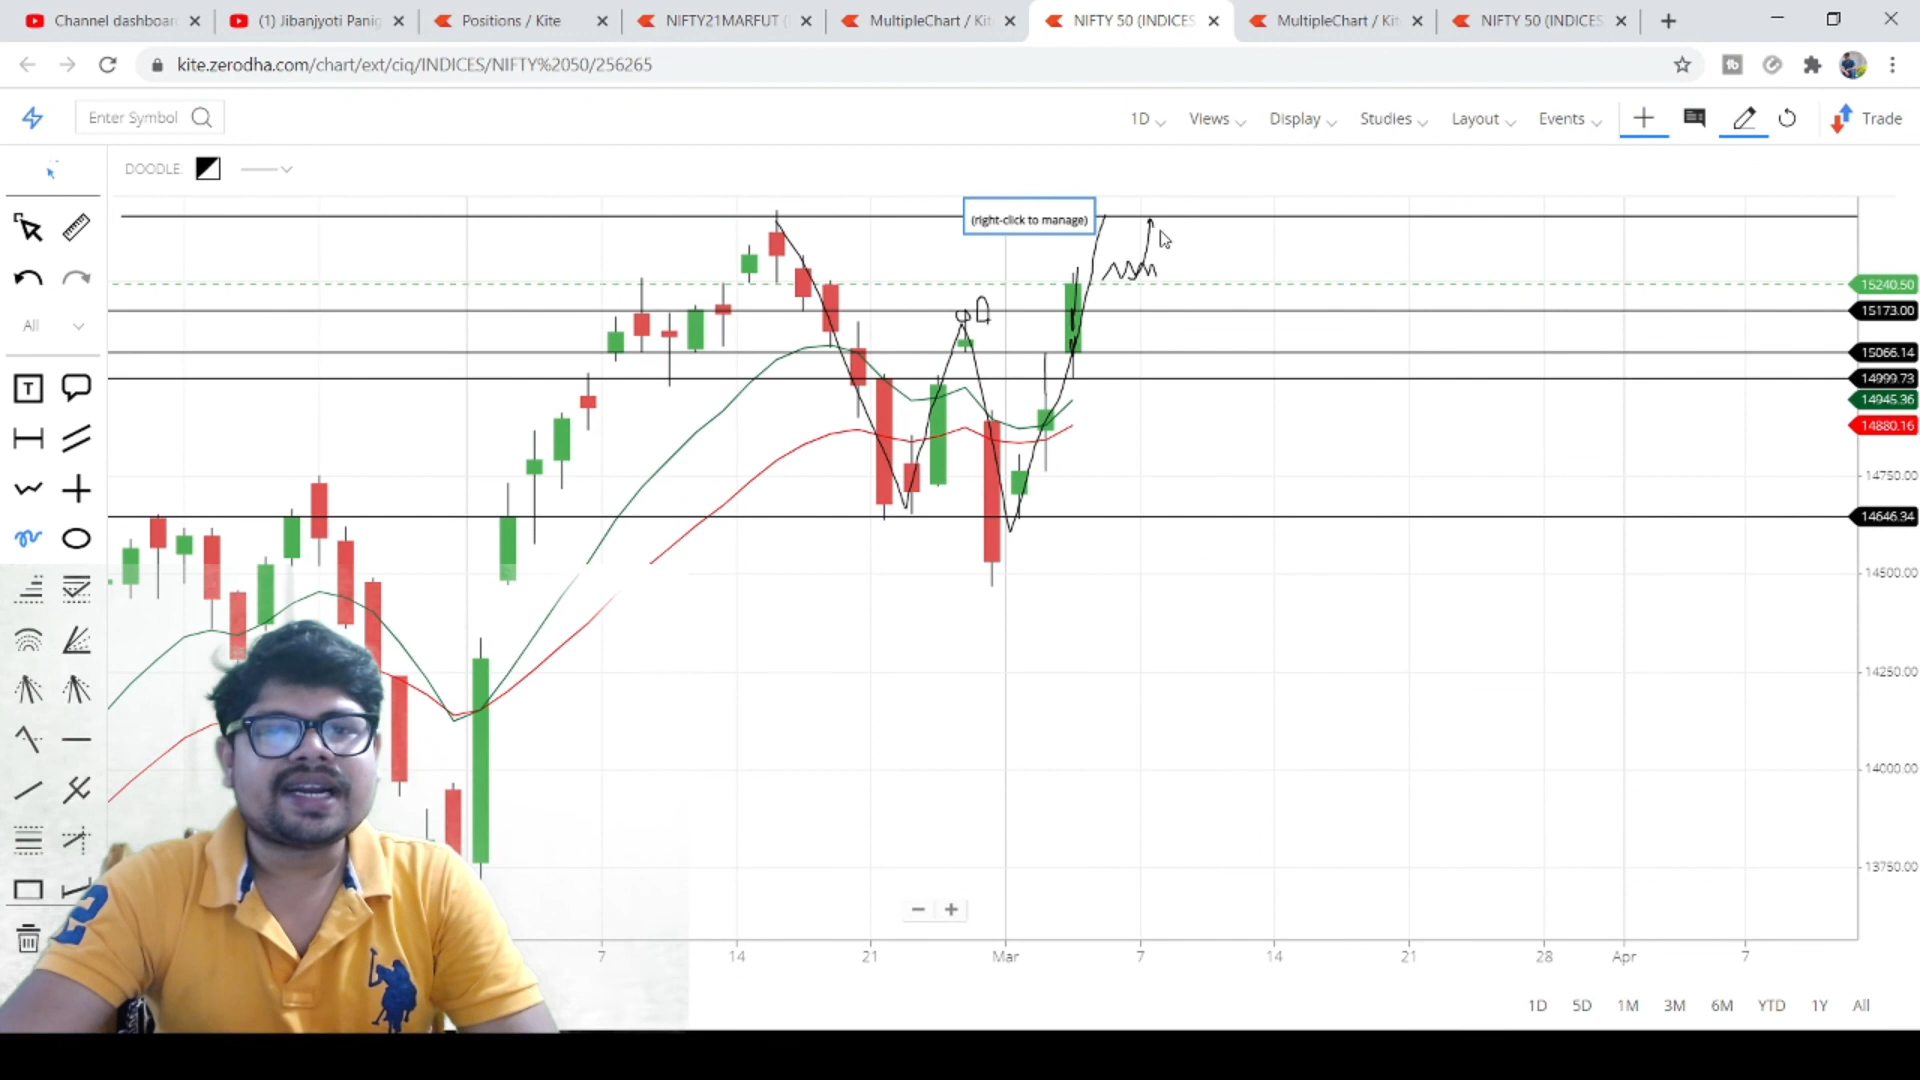 Channel dashboar
(1) Jibanjyoti Panig
Positions / Kite
NIFTY21MARFUT (
MultipleChart / Kit
NIFTY 50 (INDICES
MultipleChart / Kit
NIFTY 50 (INDICES
kite.zerodha.com/chart/ext/ciq/INDICES/NIFTY%2050/256265
Enter Symbol
1D
Views
Display
Studies
Layout
Events
Trade
DOODLE:
(right-click to manage)
All
T
15240.50
15173.00
15066.14
14999.73
14945.36
14880.16
14750.00
14646.34
14500.00
14250.00
14000.00
13750.00
2
7
14
21
Mar
7
14
21
28
Apr
7
1D
5D
1M
3M
6M
YTD
1Y
All